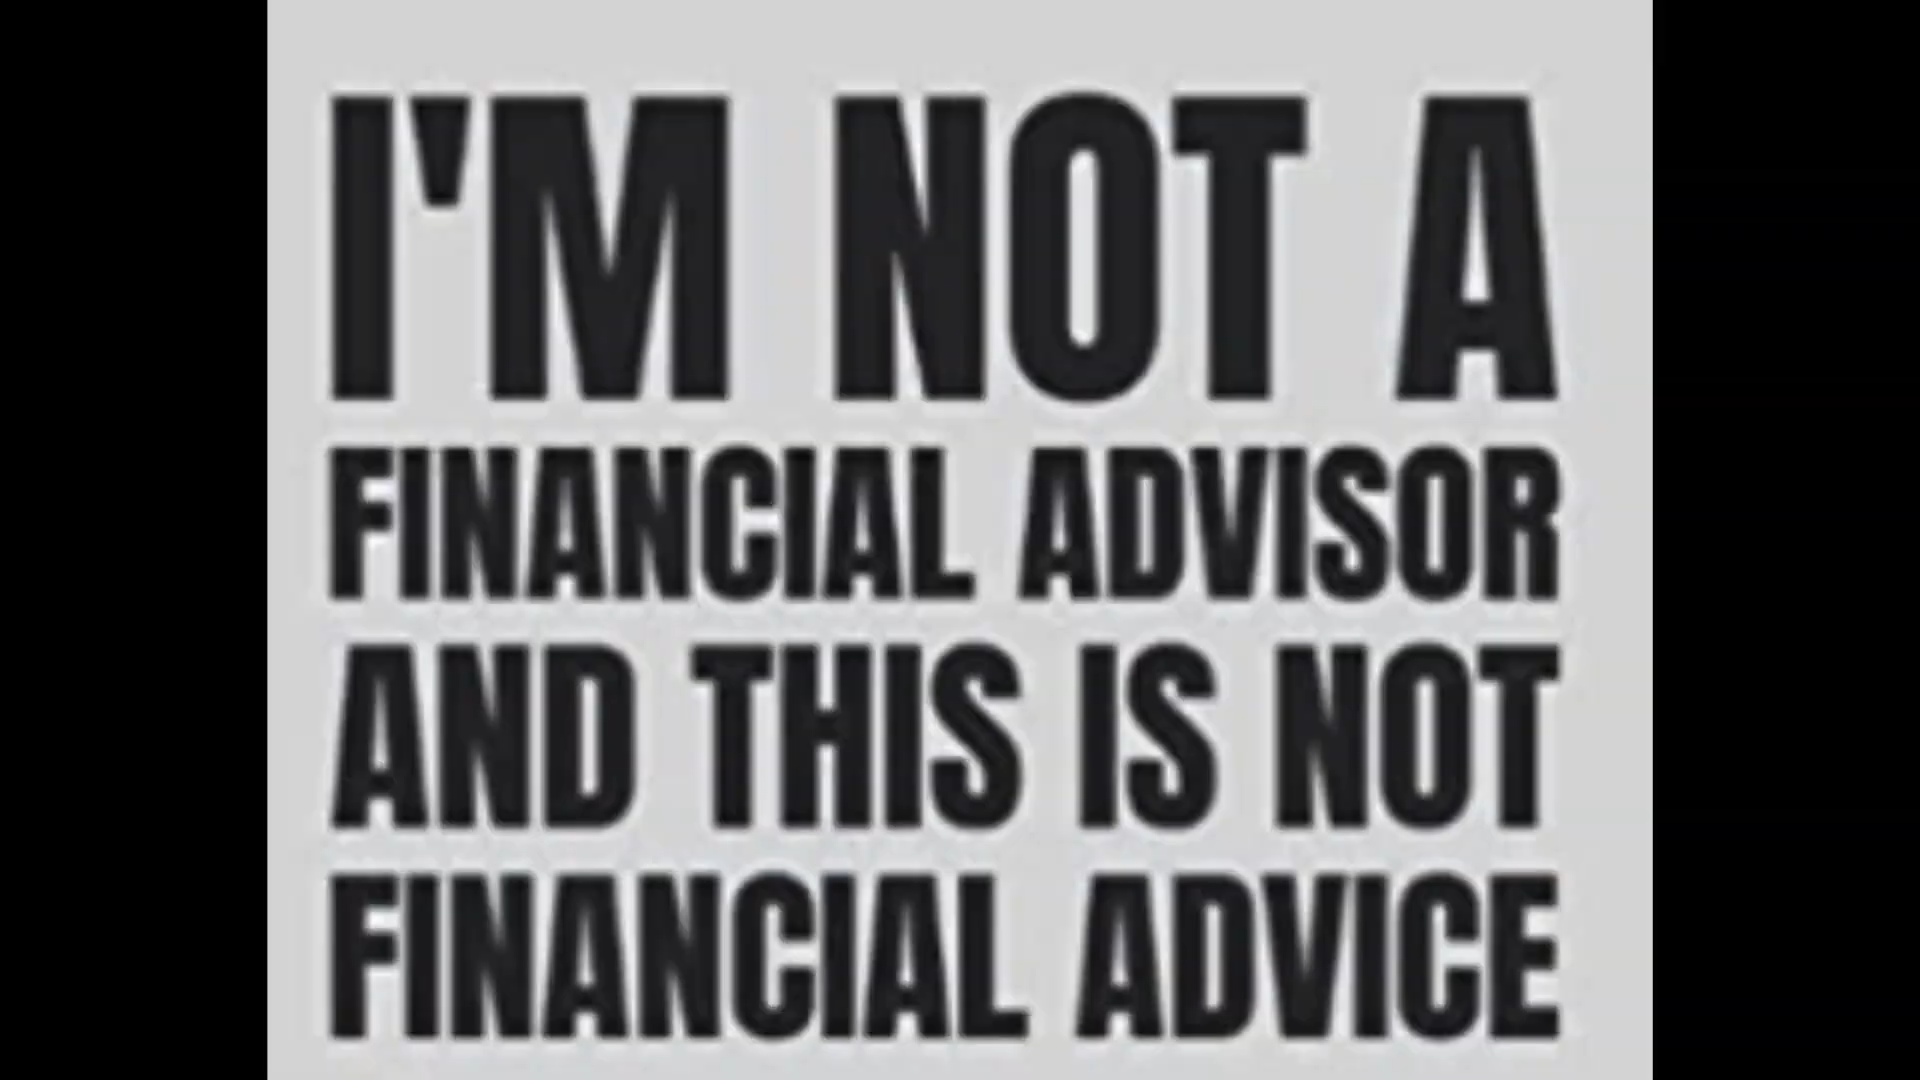 I'M NOT A
FINANCIAL ADVISOR
AND THIS IS NOT
FINANCIAL ADVICE